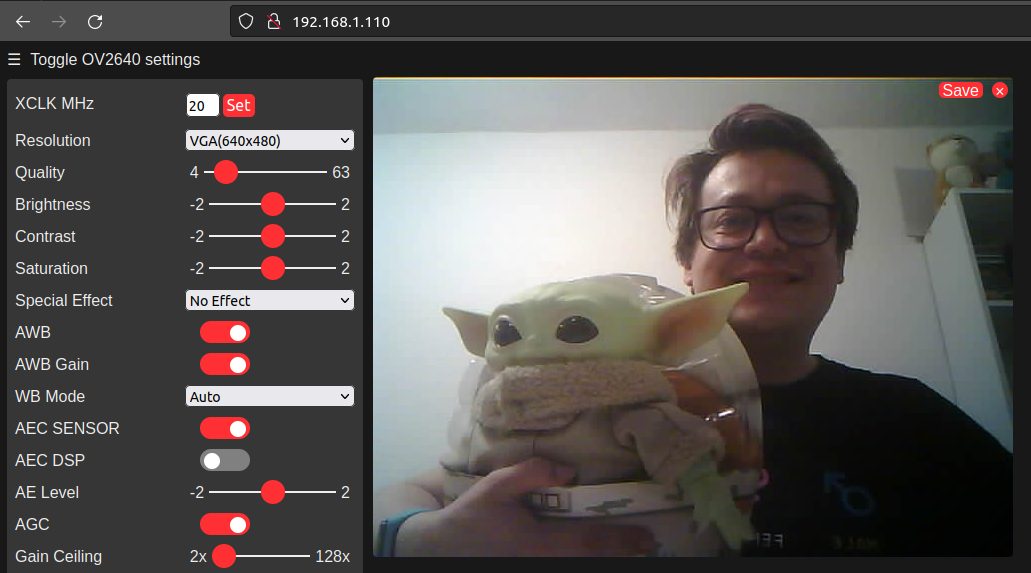 192.168.1.110
☰ Toggle OV2640 settings
XCLK MHz 20 Set
Save ×
Resolution VGA(640x480)
Quality 4 63
Brightness -2 2
Contrast -2 2
Saturation -2 2
Special Effect No Effect
AWB
AWB Gain
WB Mode Auto
AEC SENSOR
AEC DSP
AE Level -2 2
AGC
Gain Ceiling 2x 128x